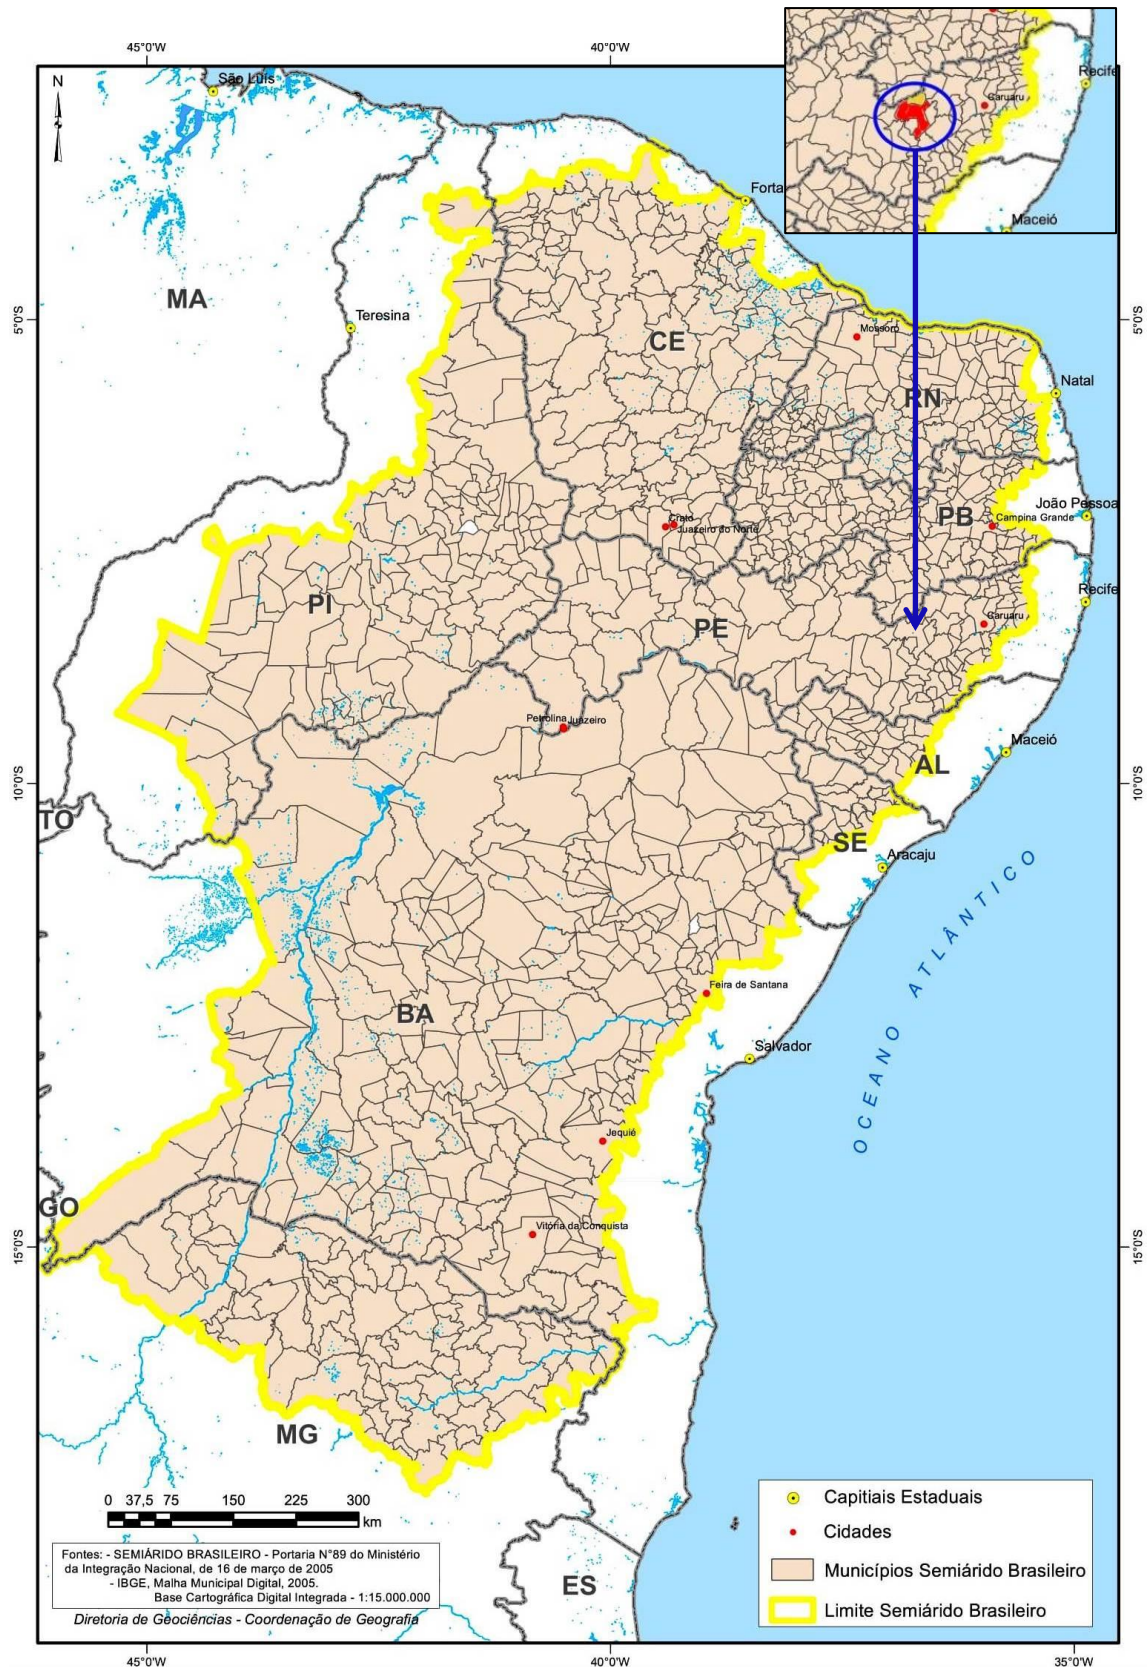 45°0'W
40°0'W
N
São Luís
Recife
Caruaru
Maceió
Forta
MA
Teresina
5°0'S
5°0'S
CE
Mossoró
RN
Natal
João Pessoa
PB
Campina Grande
Crato
Juazeiro do Norte
Recife
PI
PE
Caruaru
Petrolina
Juazeiro
Maceió
AL
10°0'S
10°0'S
TO
SE
Aracaju
OCEANO ATLÂNTICO
Feira de Santana
BA
Salvador
Jequié
GO
Vitória da Conquista
15°0'S
15°0'S
MG
0 37,5 75 150 225 300
km
Capitiais Estaduais
Cidades
Municípios Semiárido Brasileiro
Limite Semiárido Brasileiro
Fontes: - SEMIÁRIDO BRASILEIRO - Portaria N°89 do Ministério
da Integração Nacional, de 16 de março de 2005
- IBGE, Malha Municipal Digital, 2005.
Base Cartográfica Digital Integrada - 1:15.000.000
Diretoria de Geociências - Coordenação de Geografia
ES
45°0'W
40°0'W
35°0'W